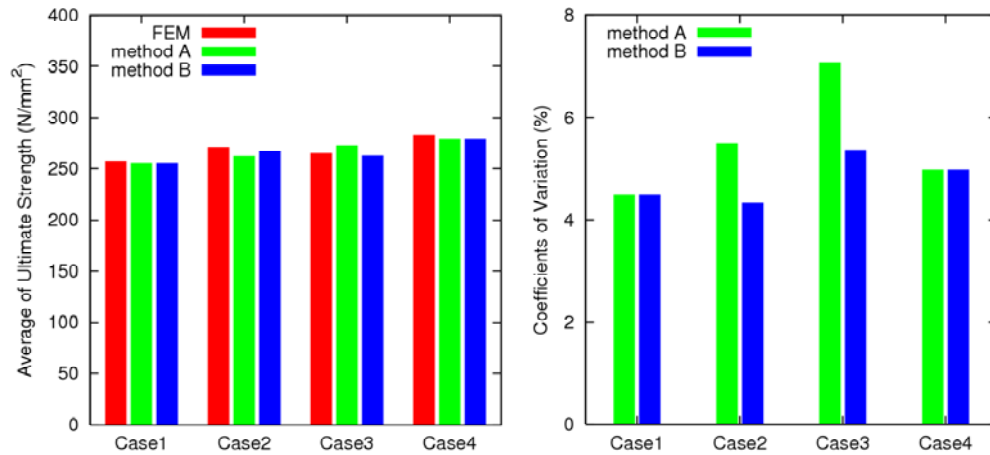 400
350
300
250
200
150
100
50
0
Average of Ultimate Strength (N/mm²)
FEM
method A
method B
Case1 Case2 Case3 Case4
8
6
4
2
0
Coefficients of Variation (%)
method A
method B
Case1 Case2 Case3 Case4